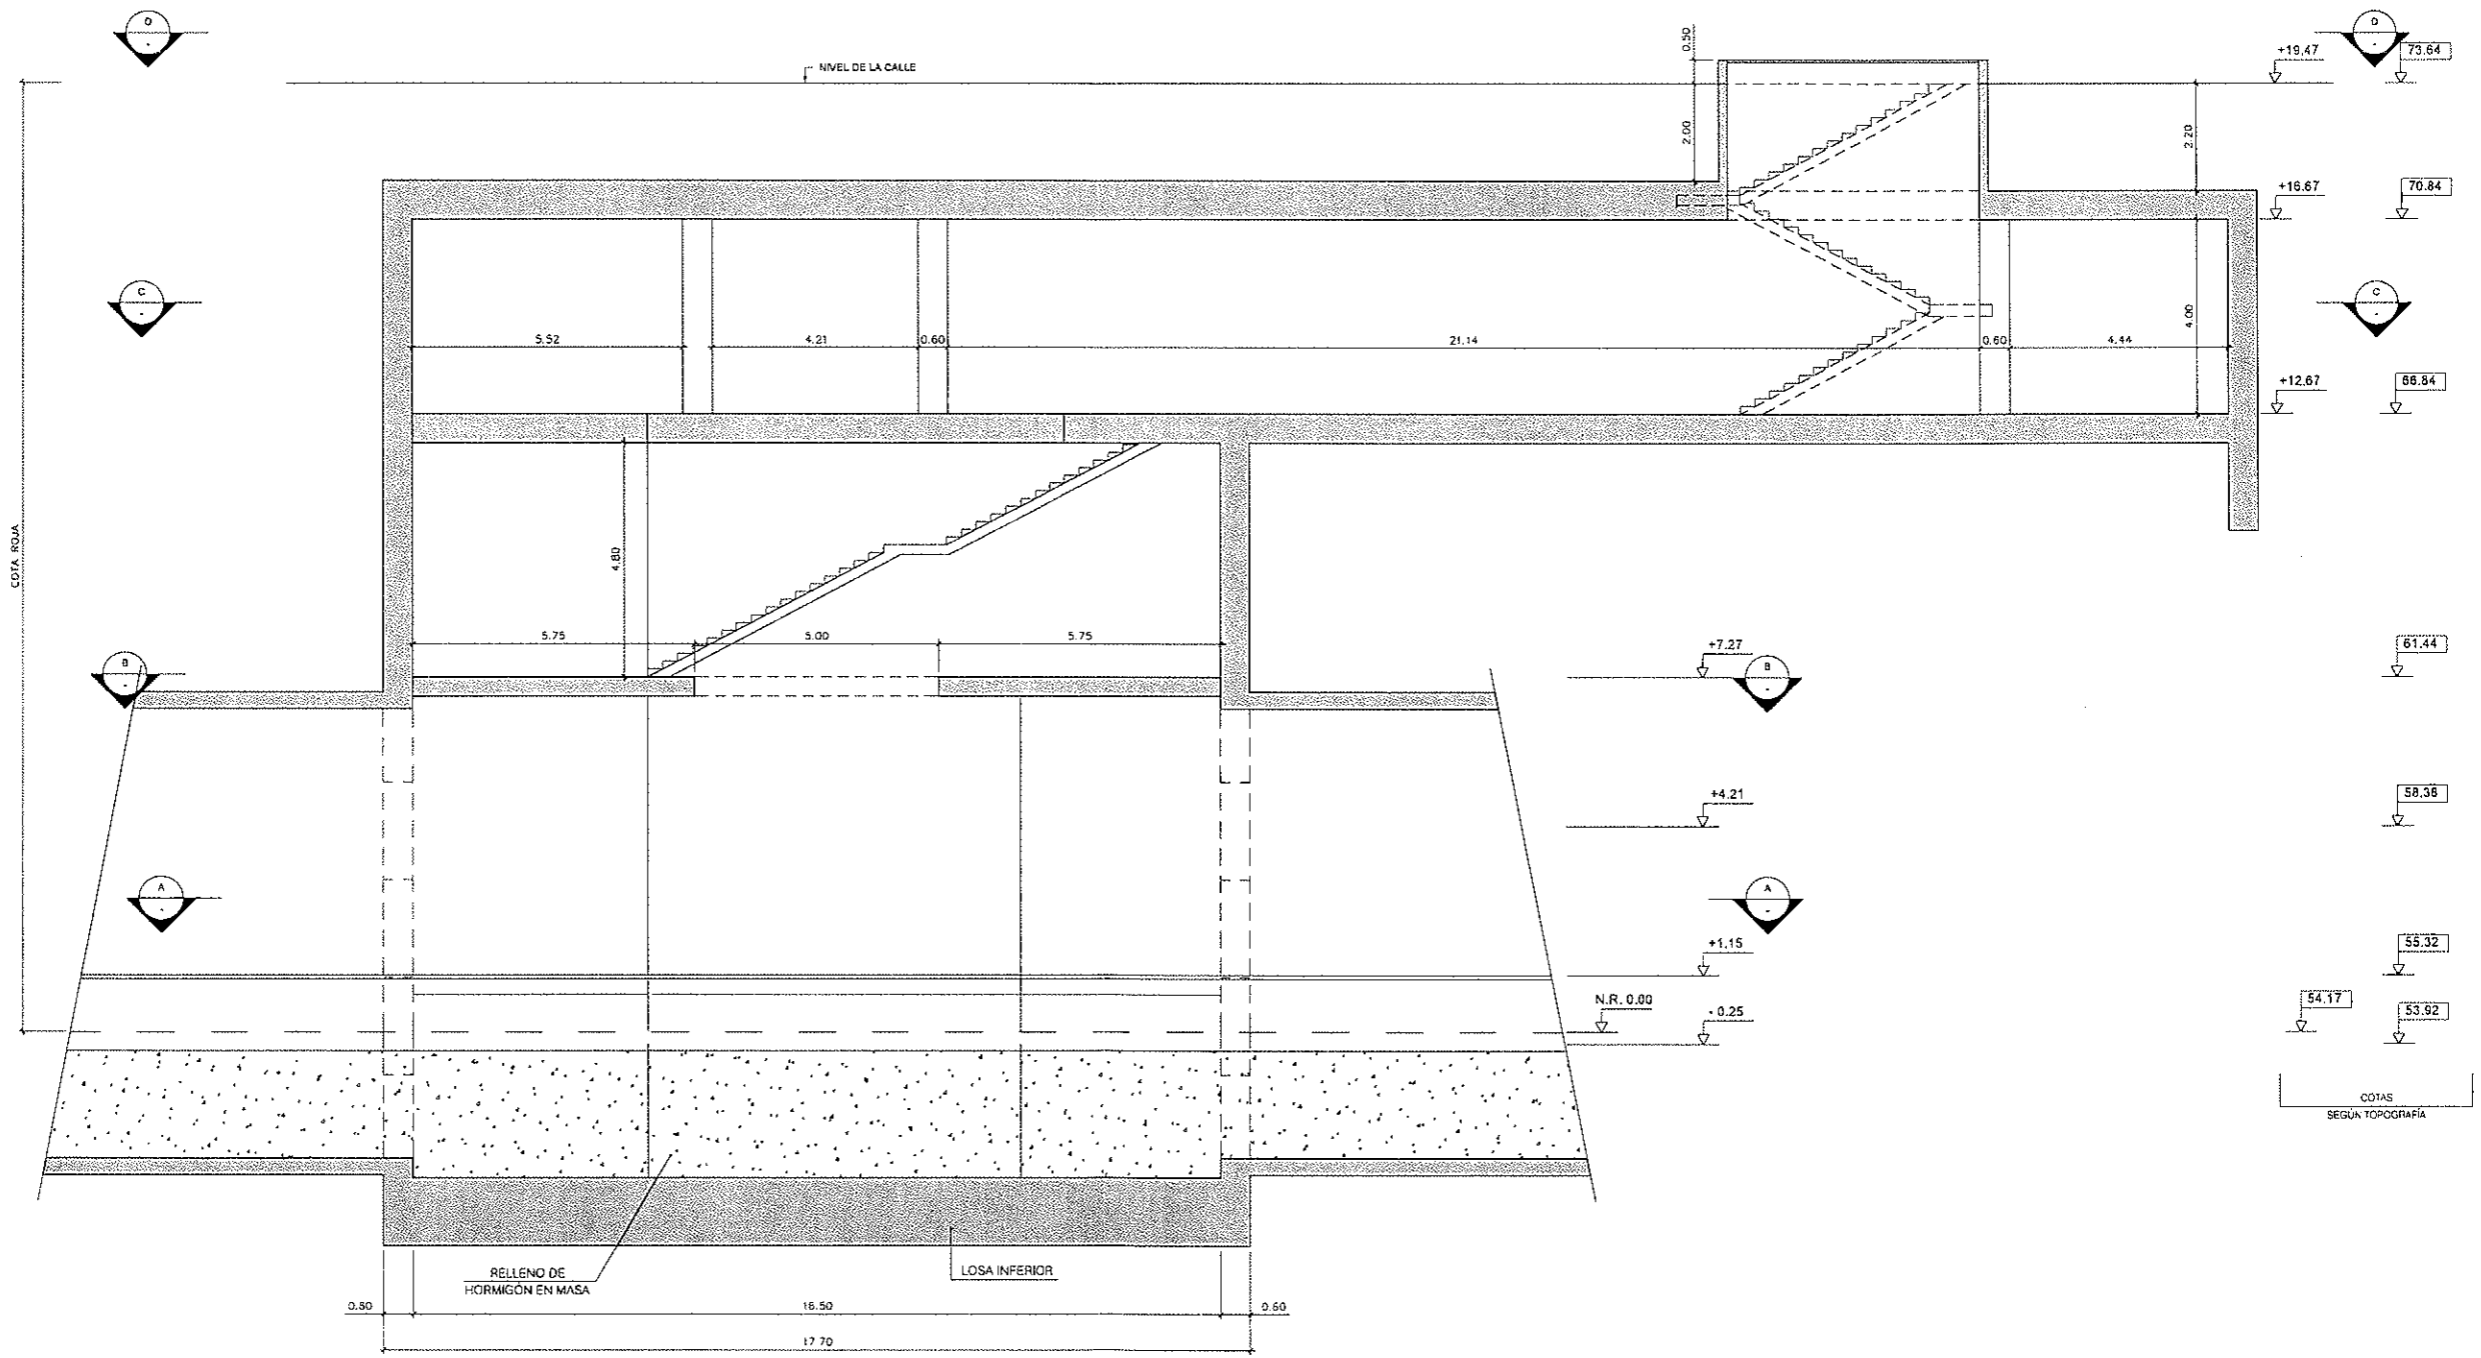 D
D
0.50
+19.47
73.64
NIVEL DE LA CALLE
2.00
2.20
+16.67
70.84
C
C
4.00
5.52
4.21
0.60
21.14
0.60
4.44
+12.67
66.84
COTA ROJA
4.80
5.75
5.00
5.75
+7.27
61.44
B
B
+4.21
58.38
A
A
+1.15
55.32
N.R. 0.00
54.17
- 0.25
53.92
COTAS
SEGÚN TOPOGRAFÍA
RELLENO DE
HORMIGÓN EN MASA
LOSA INFERIOR
0.60
16.50
0.60
17.70